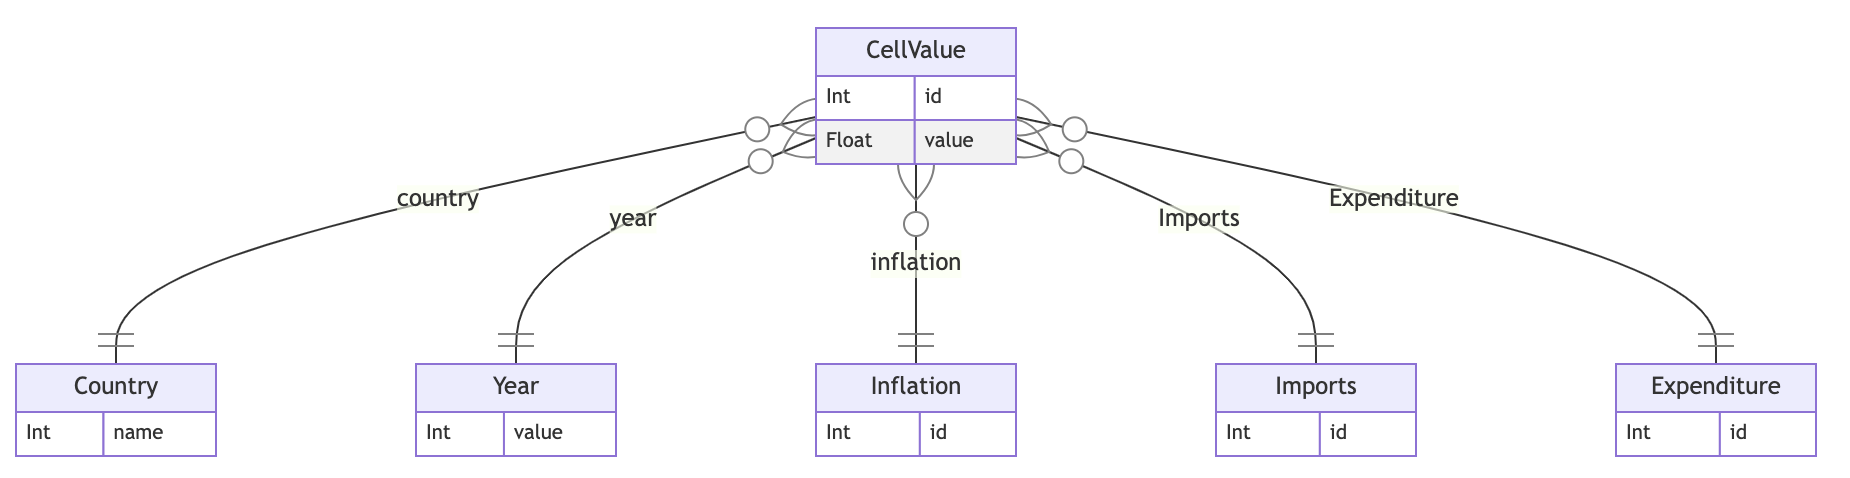 CellValue
Int id
Float value
country
year
inflation
Imports
Expenditure
Country
Int name
Year
Int value
Inflation
Int id
Imports
Int id
Expenditure
Int id